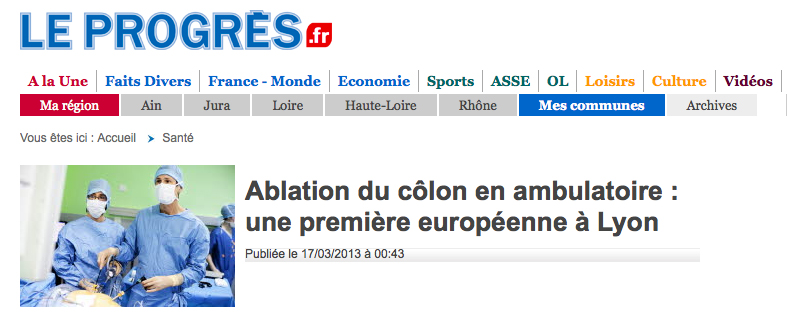 LE PROGRÈS.fr
A la Une Faits Divers France - Monde Economie Sports ASSE OL Loisirs Culture Vidéos
Ma région Ain Jura Loire Haute-Loire Rhône Mes communes Archives
Vous êtes ici : Accueil Santé
Ablation du côlon en ambulatoire :
une première européenne à Lyon
Publiée le 17/03/2013 à 00:43